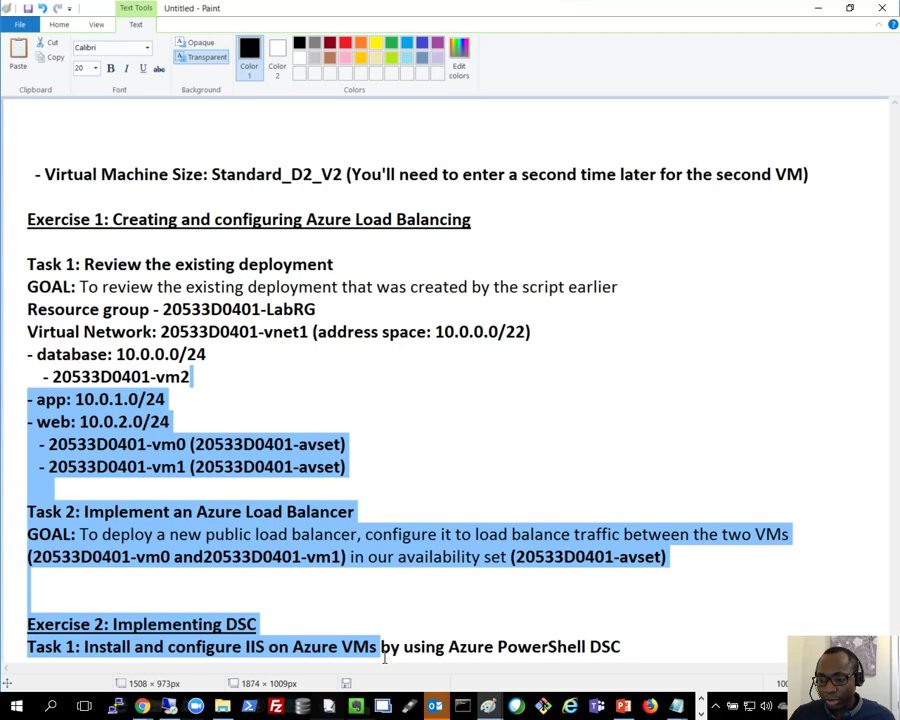 Text Tools
Untitled - Paint
File
Home
View
Text
Paste
Cut
Copy
Calibri
20
B I U abc
Opaque
Transparent
Color 1
Color 2
Edit colors
Clipboard
Font
Background
Colors
- Virtual Machine Size: Standard_D2_V2 (You'll need to enter a second time later for the second VM)
Exercise 1: Creating and configuring Azure Load Balancing
Task 1: Review the existing deployment
GOAL: To review the existing deployment that was created by the script earlier
Resource group - 20533D0401-LabRG
Virtual Network: 20533D0401-vnet1 (address space: 10.0.0.0/22)
- database: 10.0.0.0/24
- 20533D0401-vm2
- app: 10.0.1.0/24
- web: 10.0.2.0/24
- 20533D0401-vm0 (20533D0401-avset)
- 20533D0401-vm1 (20533D0401-avset)
Task 2: Implement an Azure Load Balancer
GOAL: To deploy a new public load balancer, configure it to load balance traffic between the two VMs
(20533D0401-vm0 and20533D0401-vm1) in our availability set (20533D0401-avset)
Exercise 2: Implementing DSC
Task 1: Install and configure IIS on Azure VMs by using Azure PowerShell DSC
1508 × 973px
1874 × 1009px